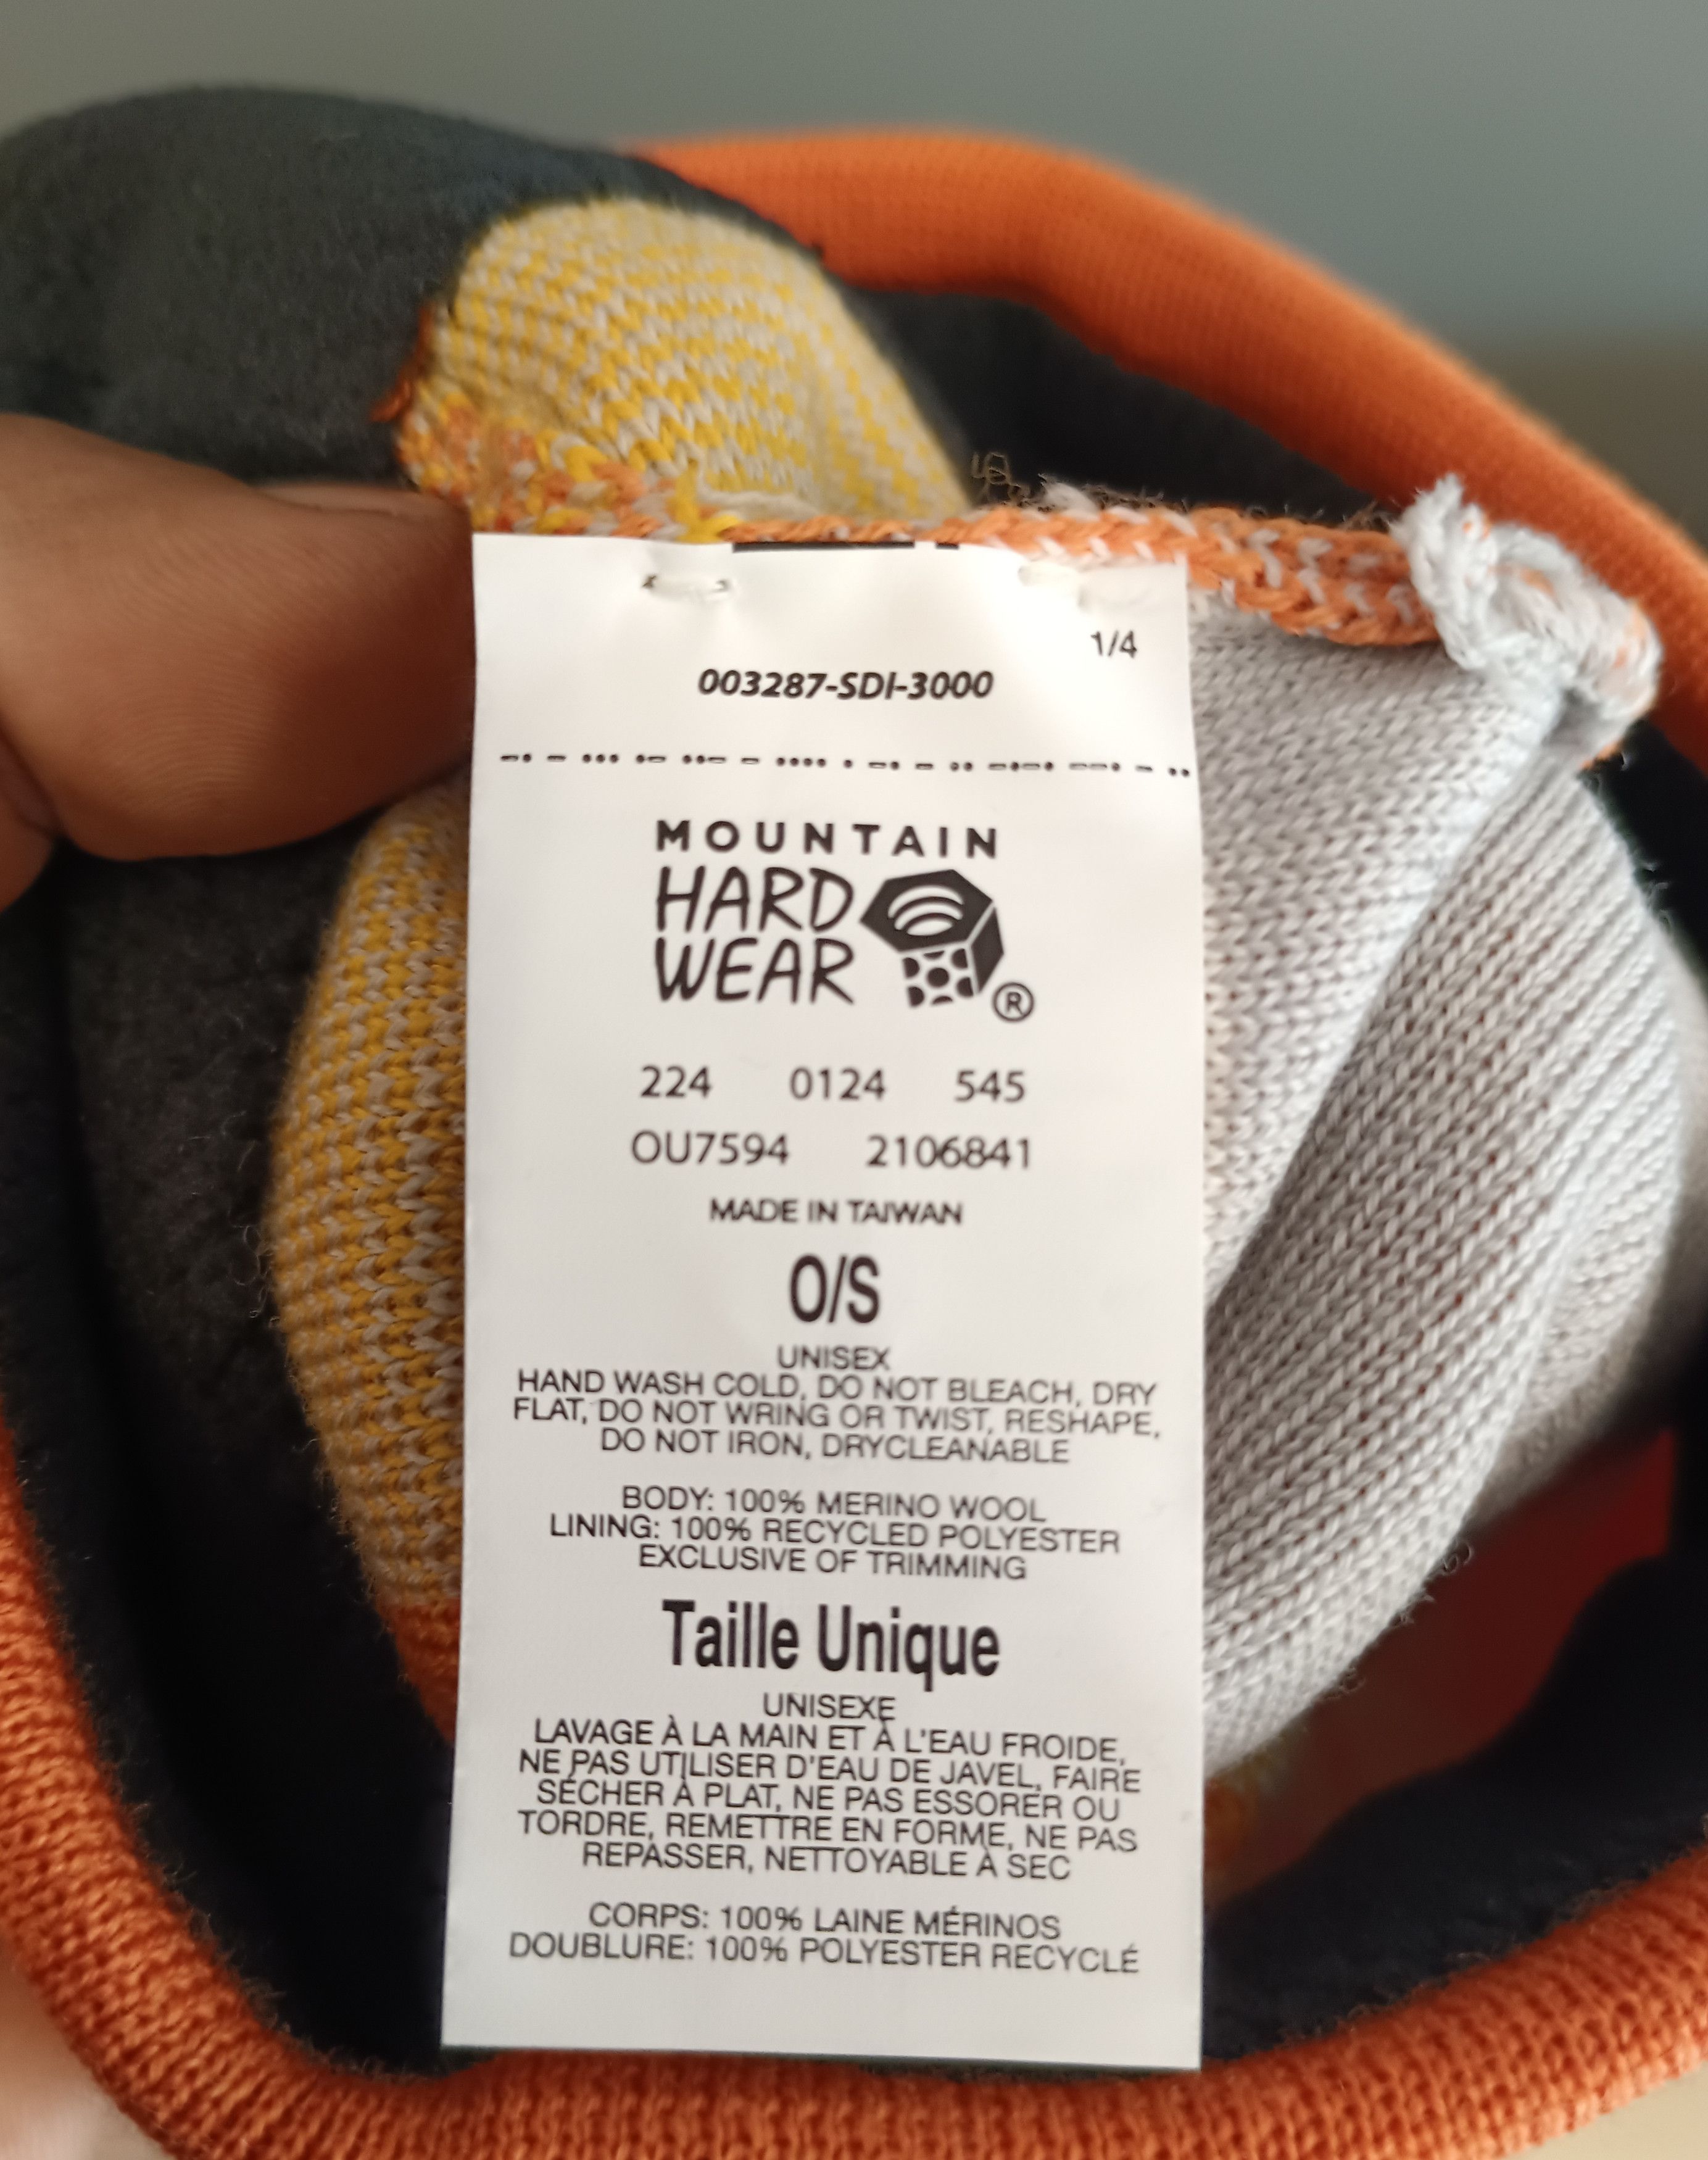 1/4
003287-SDI-3000
MOUNTAIN
HARD
WEAR ®
224 0124 545
OU7594 2106841
MADE IN TAIWAN
O/S
UNISEX
HAND WASH COLD, DO NOT BLEACH, DRY
FLAT, DO NOT WRING OR TWIST, RESHAPE,
DO NOT IRON, DRYCLEANABLE
BODY: 100% MERINO WOOL
LINING: 100% RECYCLED POLYESTER
EXCLUSIVE OF TRIMMING
Taille Unique
UNISEXE
LAVAGE À LA MAIN ET À L'EAU FROIDE,
NE PAS UTILISER D'EAU DE JAVEL, FAIRE
SÉCHER À PLAT, NE PAS ESSORER OU
TORDRE, REMETTRE EN FORME, NE PAS
REPASSER, NETTOYABLE À SEC
CORPS: 100% LAINE MÉRINOS
DOUBLURE: 100% POLYESTER RECYCLÉ